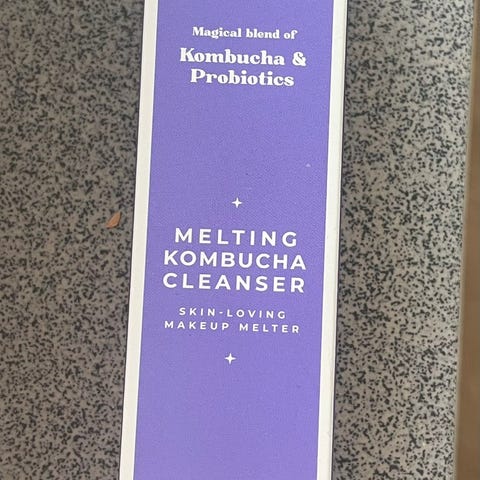 Magical blend of
Kombucha &
Probiotics
MELTING
KOMBUCHA
CLEANSER
SKIN-LOVING
MAKEUP MELTER